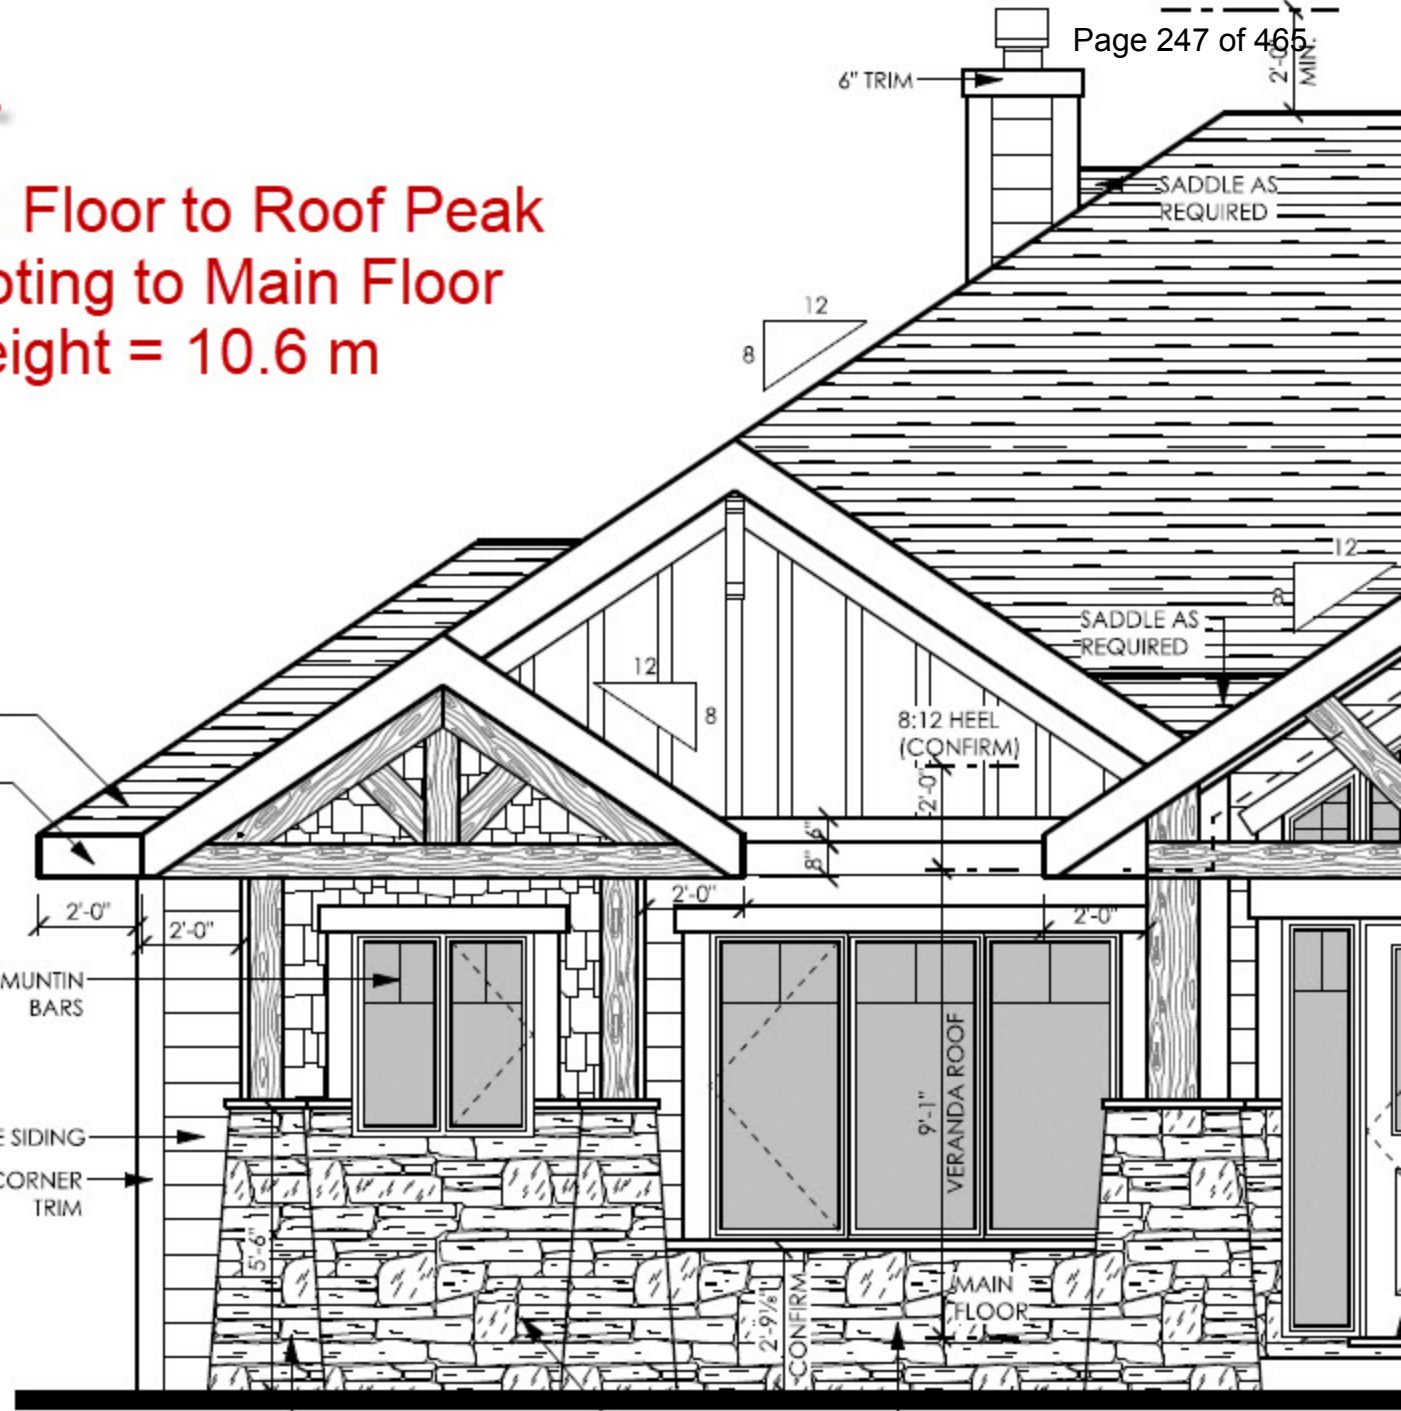 Page 247 of 465
2'-0"
MIN.
6" TRIM
SADDLE AS
REQUIRED
Floor to Roof Peak
oting to Main Floor
eight = 10.6 m
12
8
12
8
SADDLE AS
REQUIRED
12
8
8:12 HEEL
(CONFIRM)
2'-0"
6"
8"
2'-0"
2'-0"
2'-0"
2'-0"
MUNTIN
BARS
9'-1"
VERANDA ROOF
E SIDING
CORNER
TRIM
5'-6"
2'-9⅛"
CONFIRM
MAIN
FLOOR